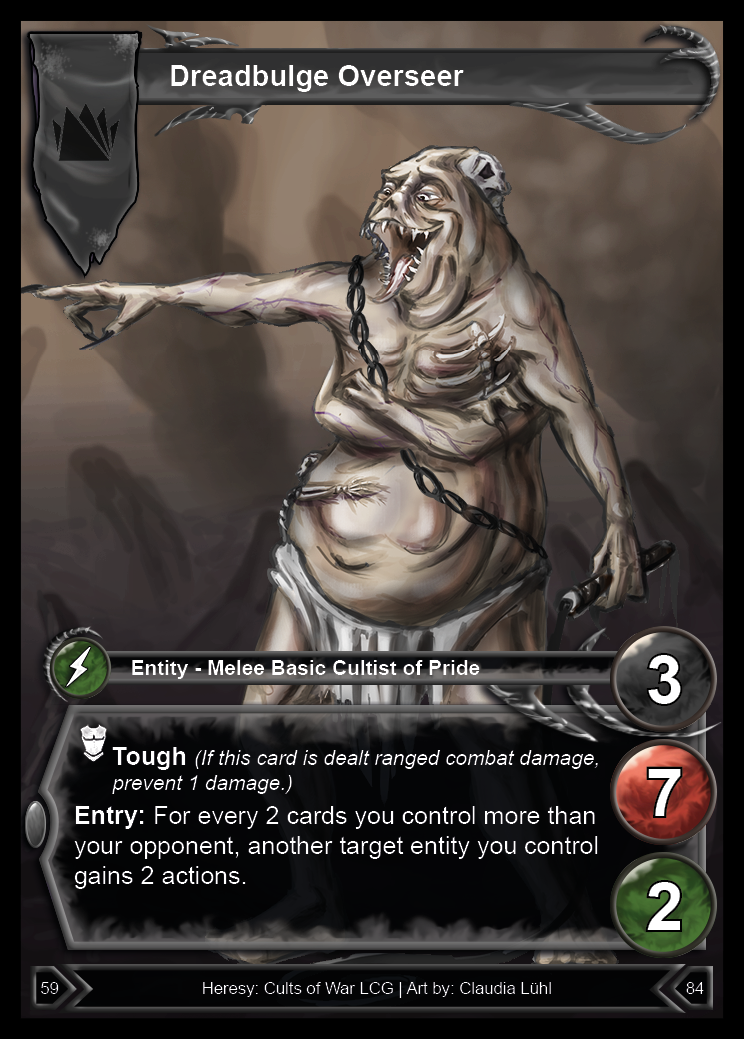 Dreadbulge Overseer
Entity - Melee Basic Cultist of Pride
3
Tough (If this card is dealt ranged combat damage,
prevent 1 damage.)
7
Entry: For every 2 cards you control more than
your opponent, another target entity you control
gains 2 actions.
2
59
Heresy: Cults of War LCG | Art by: Claudia Lühl
84